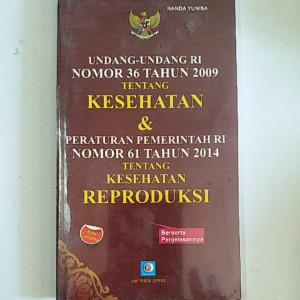 NANDA YUNISA
UNDANG-UNDANG RI
NOMOR 36 TAHUN 2009
TENTANG
KESEHATAN
&
PERATURAN PEMERINTAH RI
NOMOR 61 TAHUN 2014
TENTANG
KESEHATAN
REPRODUKSI
Berserta
Penjelasannya
permata press